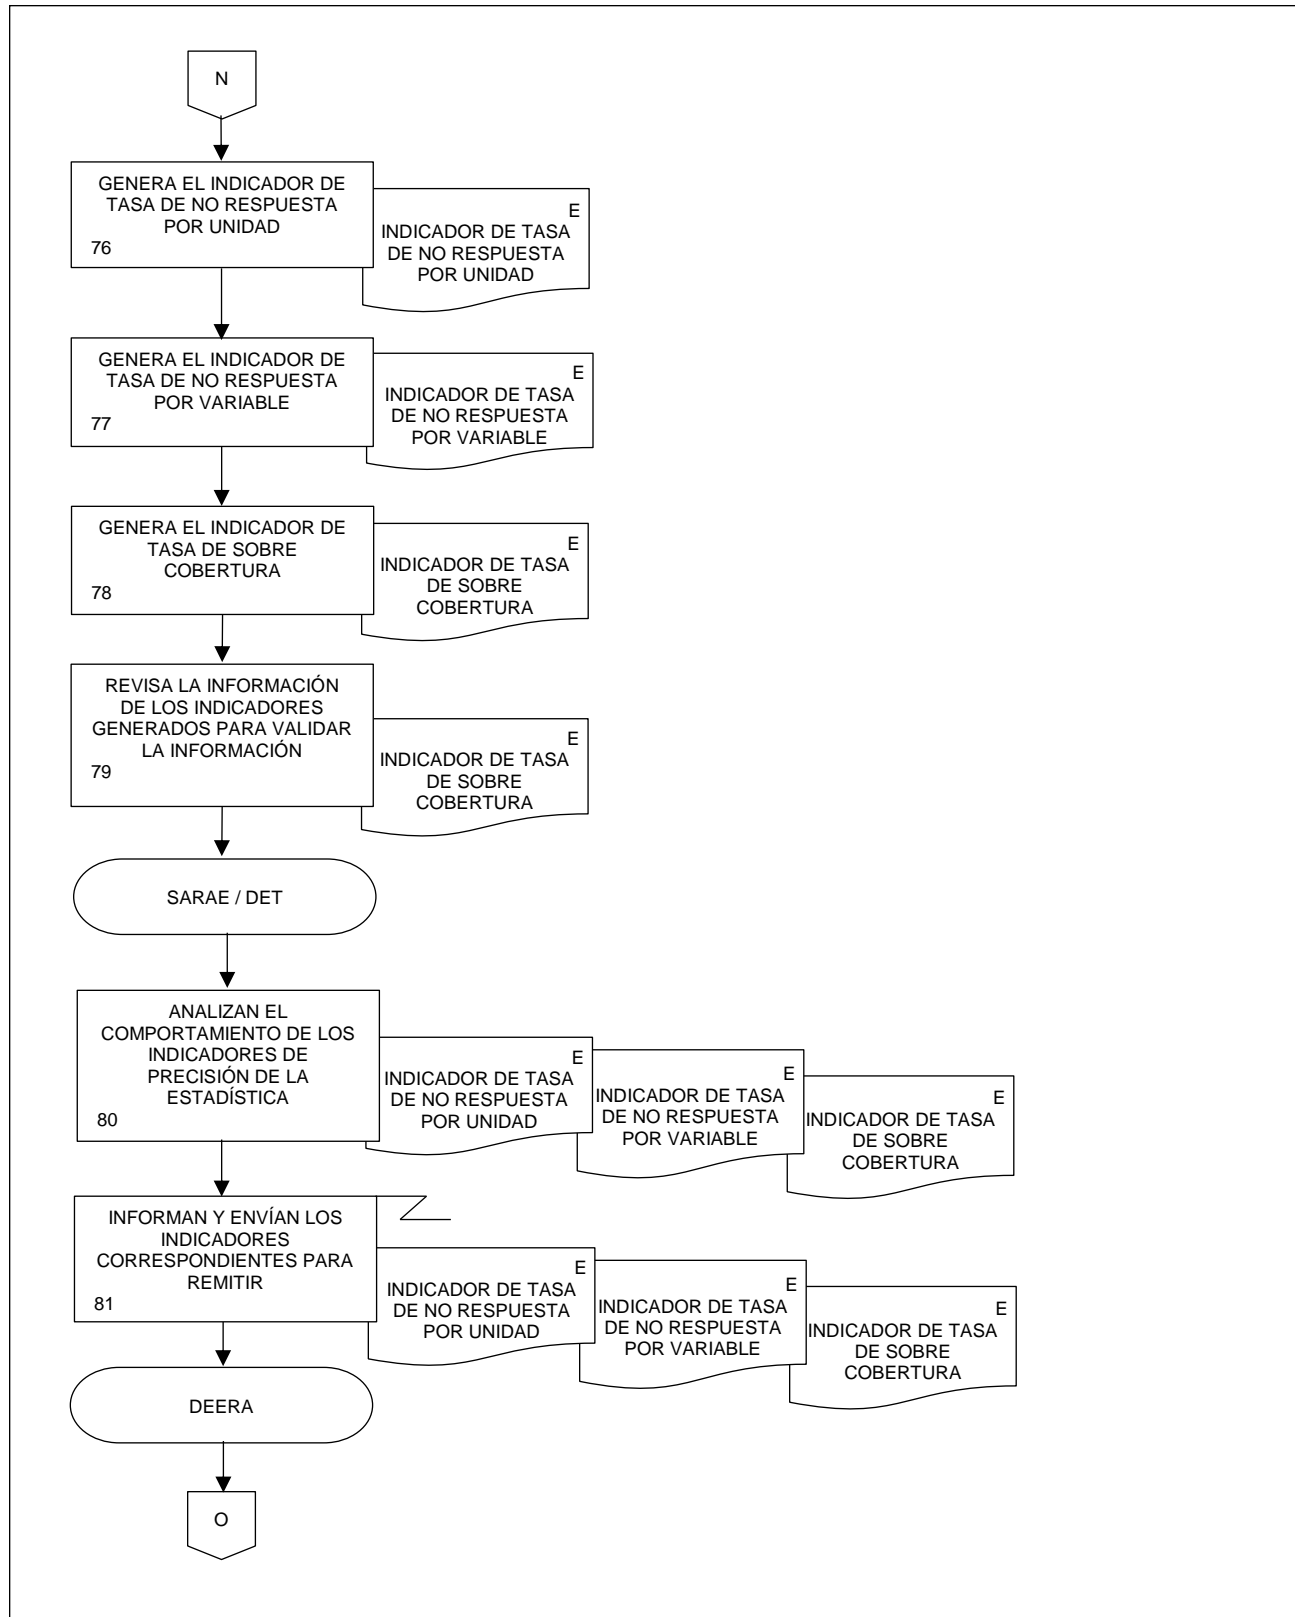 N
GENERA EL INDICADOR DE
TASA DE NO RESPUESTA
POR UNIDAD
76
E
INDICADOR DE TASA
DE NO RESPUESTA
POR UNIDAD
GENERA EL INDICADOR DE
TASA DE NO RESPUESTA
POR VARIABLE
77
E
INDICADOR DE TASA
DE NO RESPUESTA
POR VARIABLE
GENERA EL INDICADOR DE
TASA DE SOBRE
COBERTURA
78
E
INDICADOR DE TASA
DE SOBRE
COBERTURA
REVISA LA INFORMACIÓN
DE LOS INDICADORES
GENERADOS PARA VALIDAR
LA INFORMACIÓN
79
E
INDICADOR DE TASA
DE SOBRE
COBERTURA
SARAE / DET
ANALIZAN EL
COMPORTAMIENTO DE LOS
INDICADORES DE
PRECISIÓN DE LA
ESTADÍSTICA
80
E
INDICADOR DE TASA
DE NO RESPUESTA
POR UNIDAD
E
INDICADOR DE TASA
DE NO RESPUESTA
POR VARIABLE
E
INDICADOR DE TASA
DE SOBRE
COBERTURA
INFORMAN Y ENVÍAN LOS
INDICADORES
CORRESPONDIENTES PARA
REMITIR
81
E
INDICADOR DE TASA
DE NO RESPUESTA
POR UNIDAD
E
INDICADOR DE TASA
DE NO RESPUESTA
POR VARIABLE
E
INDICADOR DE TASA
DE SOBRE
COBERTURA
DEERA
O